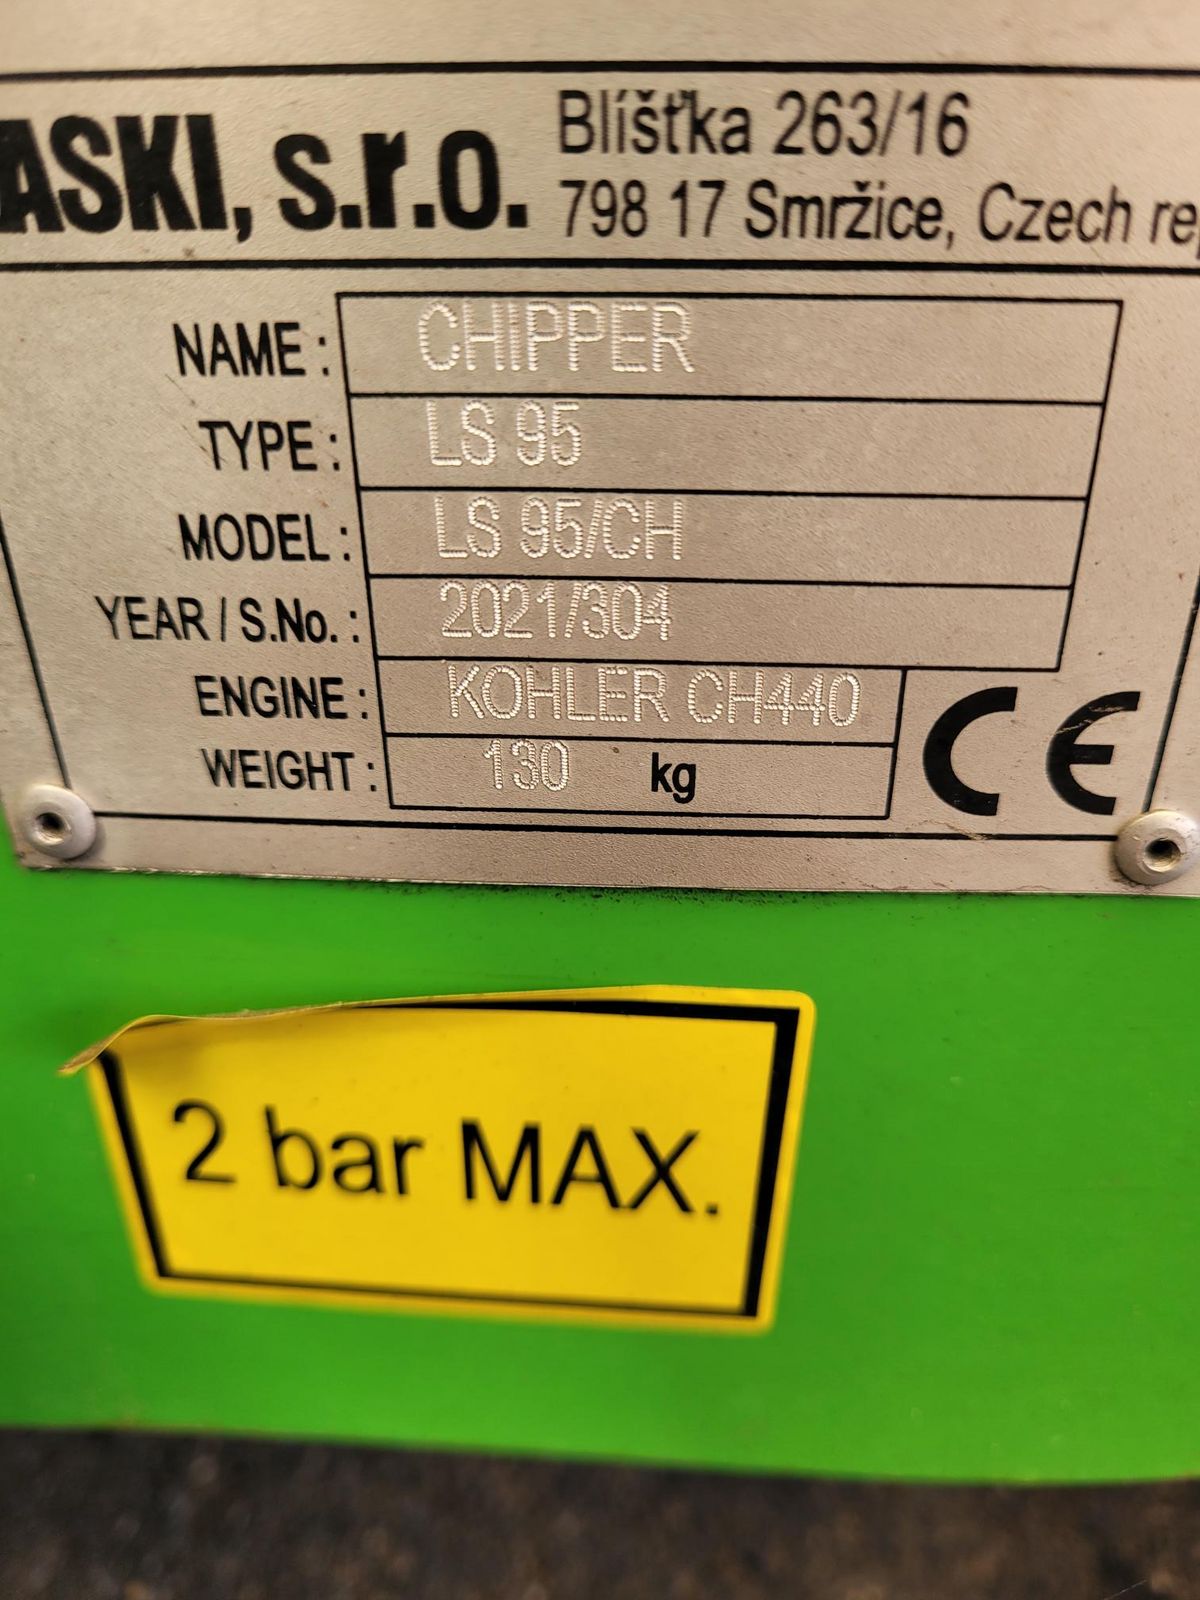 ASKI, s.r.o.
Blíšťka 263/16
798 17 Smržice, Czech rep
NAME: CHIPPER
TYPE: LS 95
MODEL: LS 95/CH
YEAR / S.No.: 2021/304
ENGINE: KOHLER CH440
WEIGHT: 130 kg
CE
2 bar MAX.